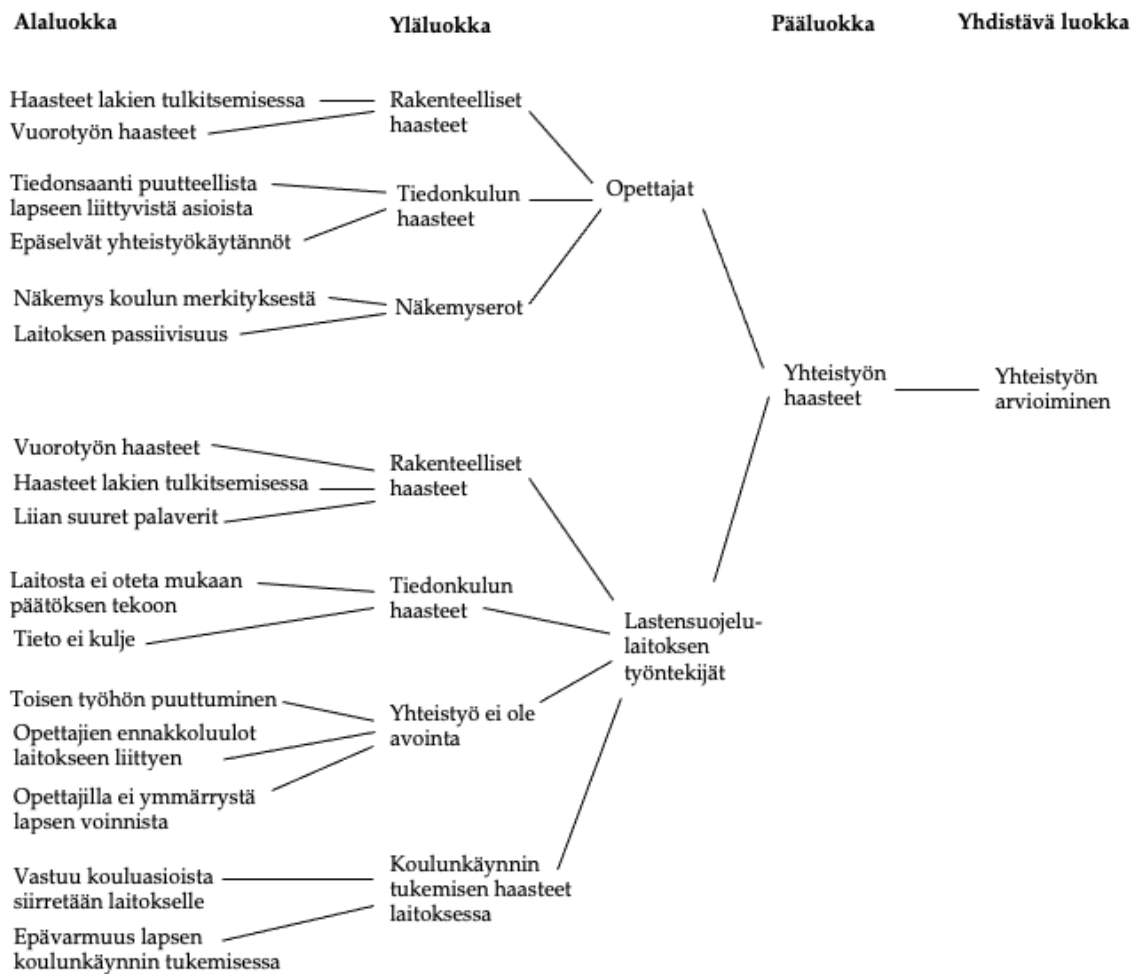 Alaluokka
Yläluokka
Pääluokka
Yhdistävä luokka
Haasteet lakien tulkitsemisessa
Vuorotyön haasteet
Rakenteelliset
haasteet
Tiedonsaanti puutteellista
lapseen liittyvistä asioista
Epäselvät yhteistyökäytännöt
Tiedonkulun
haasteet
Opettajat
Näkemys koulun merkityksestä
Laitoksen passiivisuus
Näkemyserot
Yhteistyön
haasteet
Yhteistyön
arvioiminen
Vuorotyön haasteet
Haasteet lakien tulkitsemisessa
Liian suuret palaverit
Rakenteelliset
haasteet
Laitosta ei oteta mukaan
päätöksen tekoon
Tieto ei kulje
Tiedonkulun
haasteet
Lastensuojelu-
laitoksen
työntekijät
Toisen työhön puuttuminen
Opettajien ennakkoluulot
laitokseen liittyen
Opettajilla ei ymmärrystä
lapsen voinnista
Yhteistyö ei ole
avointa
Vastuu kouluasioista
siirretään laitokselle
Epävarmuus lapsen
koulunkäynnin tukemisessa
Koulunkäynnin
tukemisen haasteet
laitoksessa